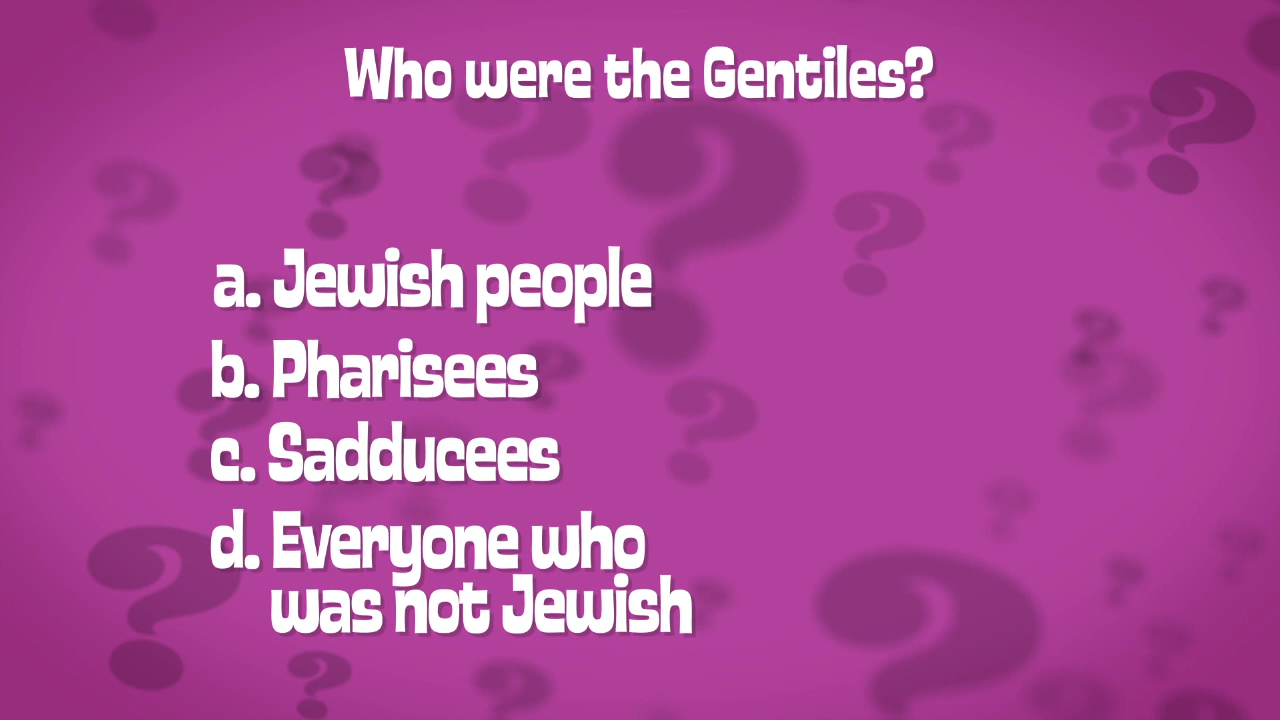 Who were the Gentiles?
a. Jewish people
b. Pharisees
c. Sadducees
d. Everyone who
was not Jewish